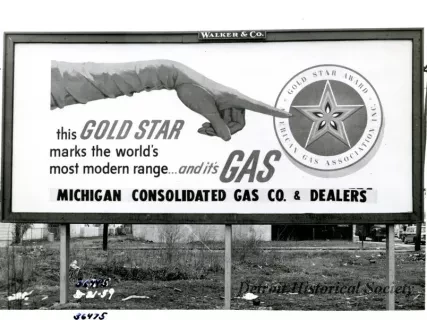 WALKER & CO.
GOLD STAR AWARD
AMERICAN GAS ASSOCIATION, INC.
this GOLD STAR
marks the world's
most modern range...and it's GAS
MICHIGAN CONSOLIDATED GAS CO. & DEALERS
Detroit Historical Society
36475